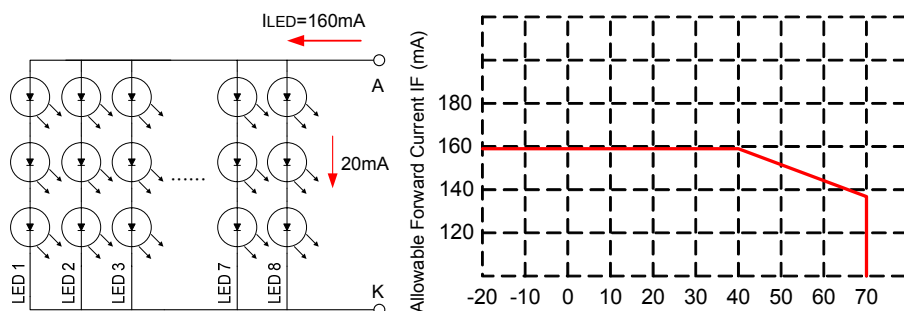 ILED=160mA
A
20mA
......
LED 1
LED 2
LED 3
LED 7
LED 8
K
Allowable Forward Current IF (mA)
180
160
140
120
-20 -10 0 10 20 30 40 50 60 70